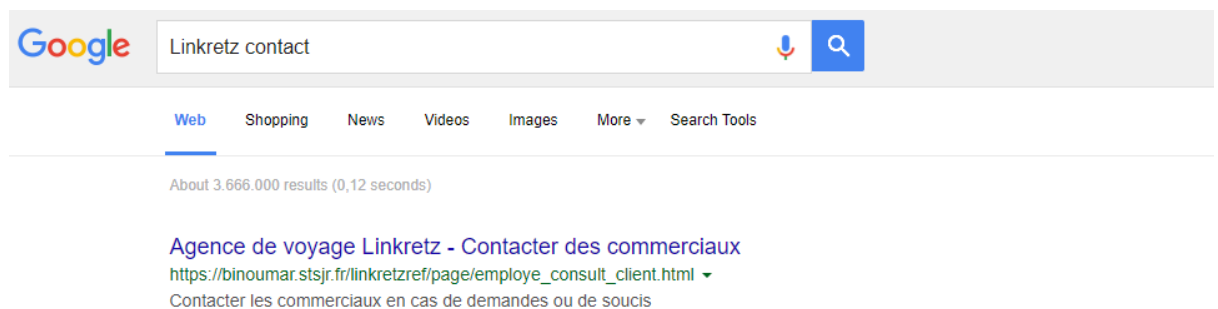 Google Linkretz contact
Web Shopping News Videos Images More Search Tools
About 3.666.000 results (0,12 seconds)
Agence de voyage Linkretz - Contacter des commerciaux
https://binoumar.stsjr.fr/linkretzref/page/employe_consult_client.html
Contacter les commerciaux en cas de demandes ou de soucis